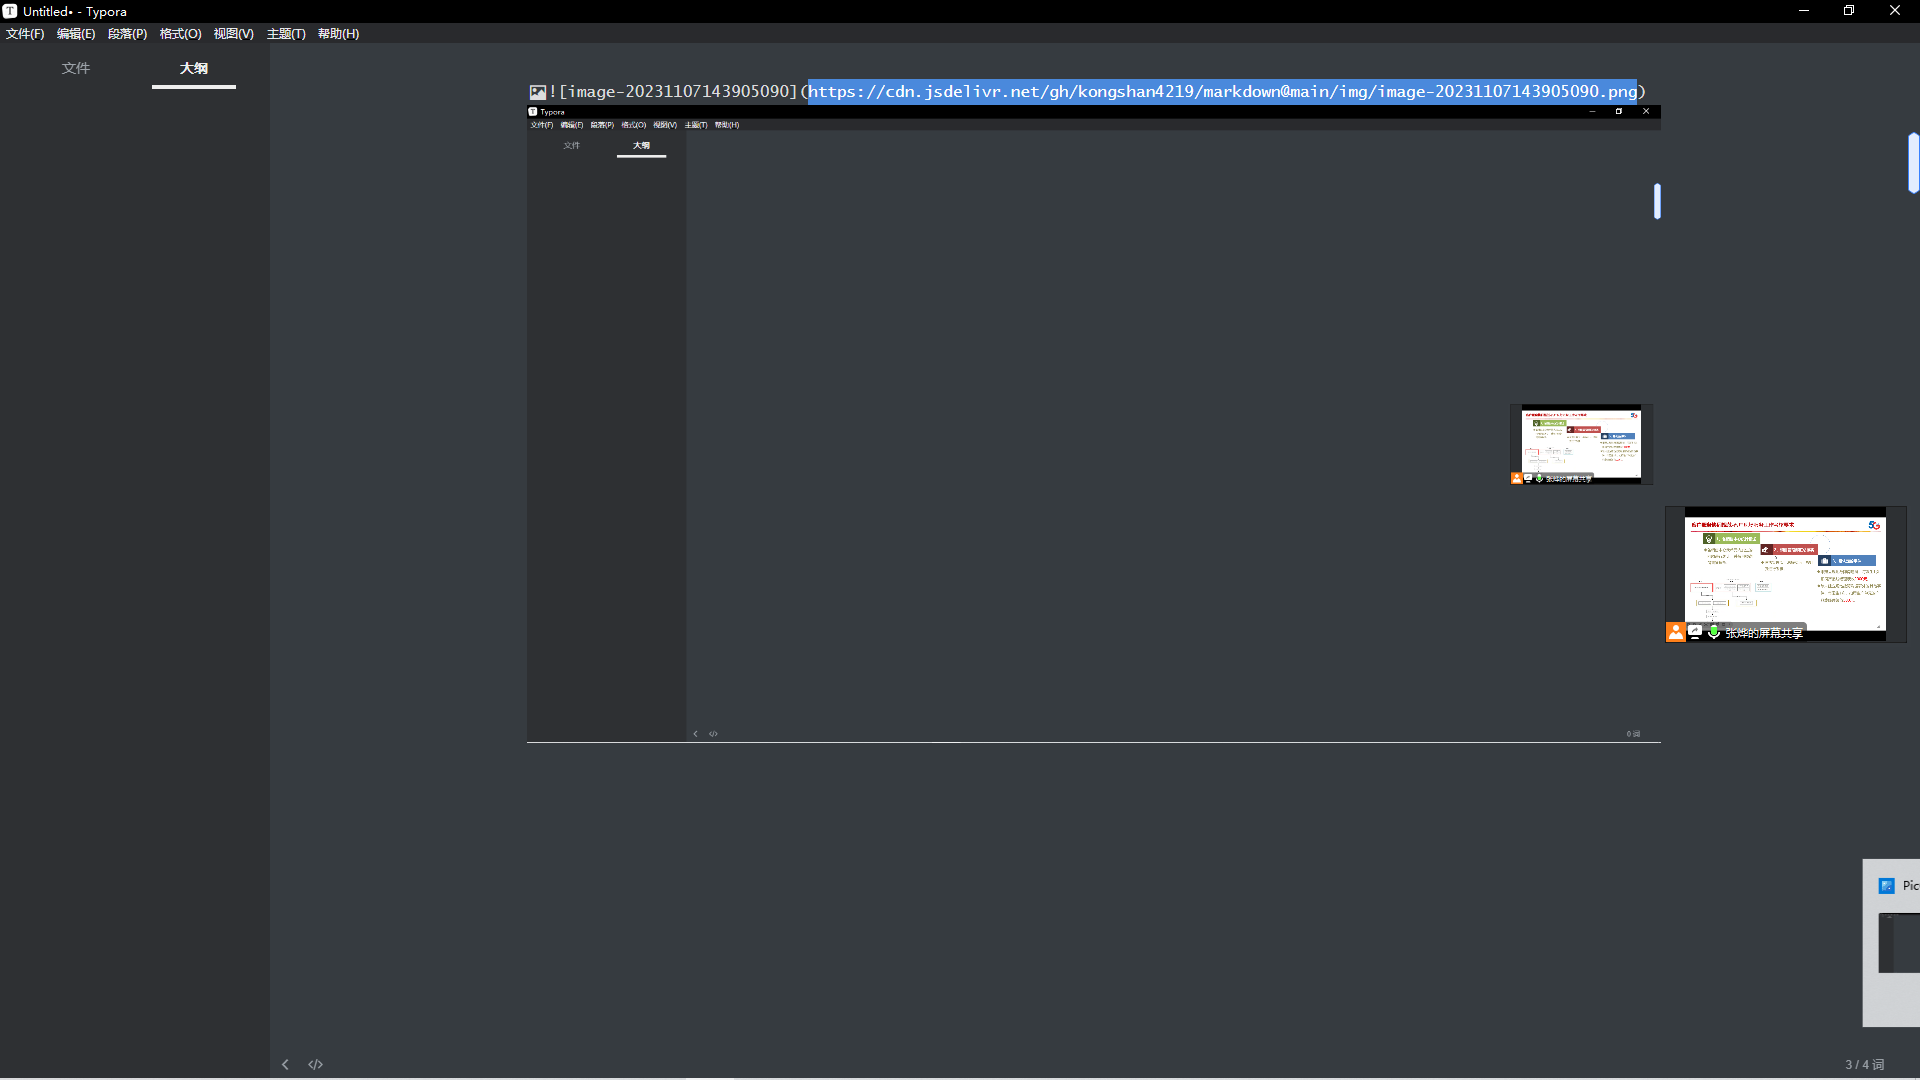 Untitled• - Typora
文件(F) 编辑(E) 段落(P) 格式(O) 视图(V) 主题(T) 帮助(H)
文件 大纲
![image-20231107143905090](https://cdn.jsdelivr.net/gh/kongshan4219/markdown@main/img/image-20231107143905090.png)
Typora
文件(F) 编辑(E) 段落(P) 格式(O) 视图(V) 主题(T) 帮助(H)
文件 大纲
张烨的屏幕共享
5G
张烨的屏幕共享
</> 0 词
Pic
</> 3 / 4 词